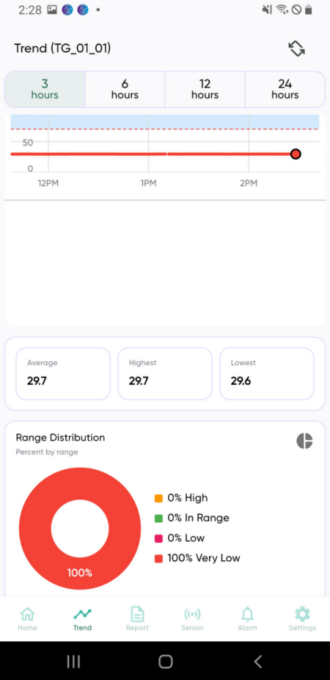 2:28
Trend (TG_01_01)
3 hours
6 hours
12 hours
24 hours
50
0
12PM 1PM 2PM
Average
29.7
Highest
29.7
Lowest
29.6
Range Distribution
Percent by range
100%
0% High
0% In Range
0% Low
100% Very Low
Home Trend Report Sensor Alarm Settings